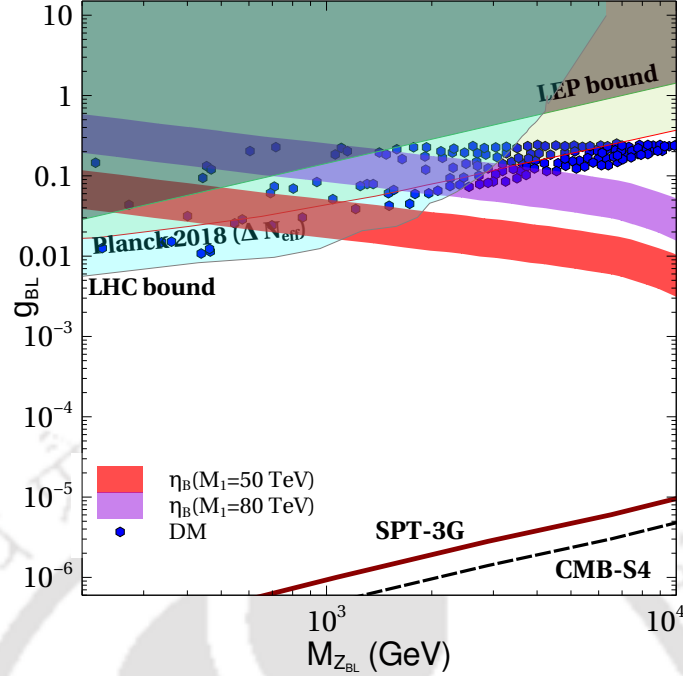 10
1
0.1
0.01
10⁻³
10⁻⁴
10⁻⁵
10⁻⁶
g_BL
LEP bound
Planck 2018 (Δ N_eff)
LHC bound
η_B(M₁=50 TeV)
η_B(M₁=80 TeV)
DM
SPT-3G
CMB-S4
10³
10⁴
M_Z_BL (GeV)